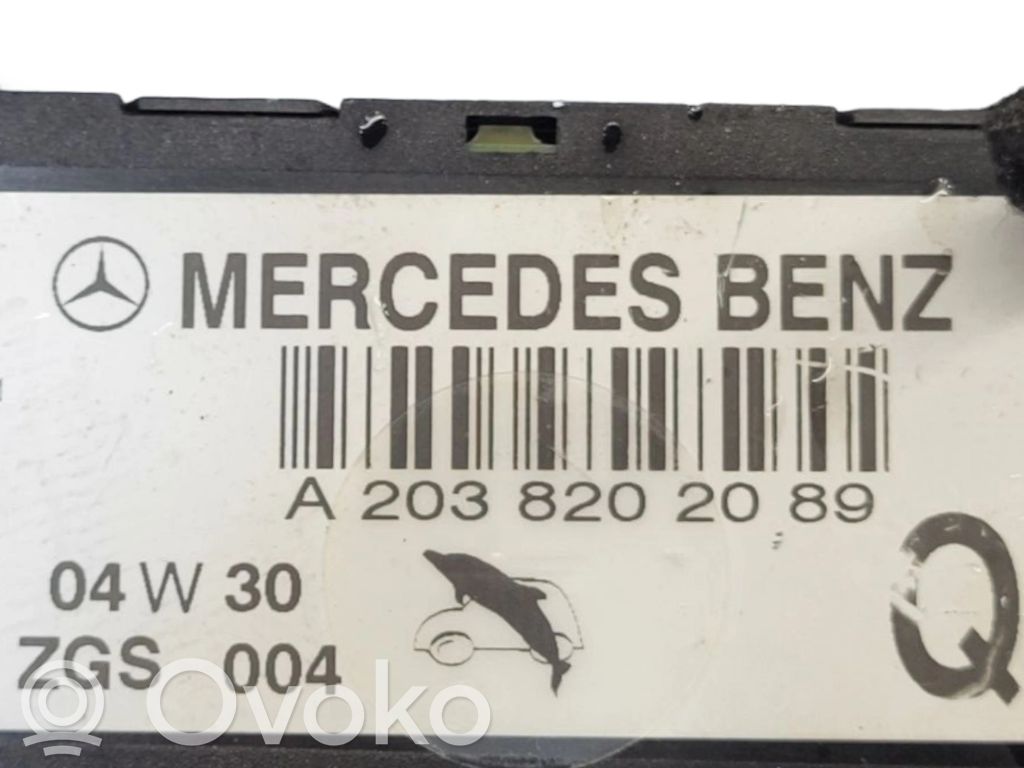 MERCEDES BENZ
A 203 820 20 89
Q
04 W 30
ZGS 004
Ovoko